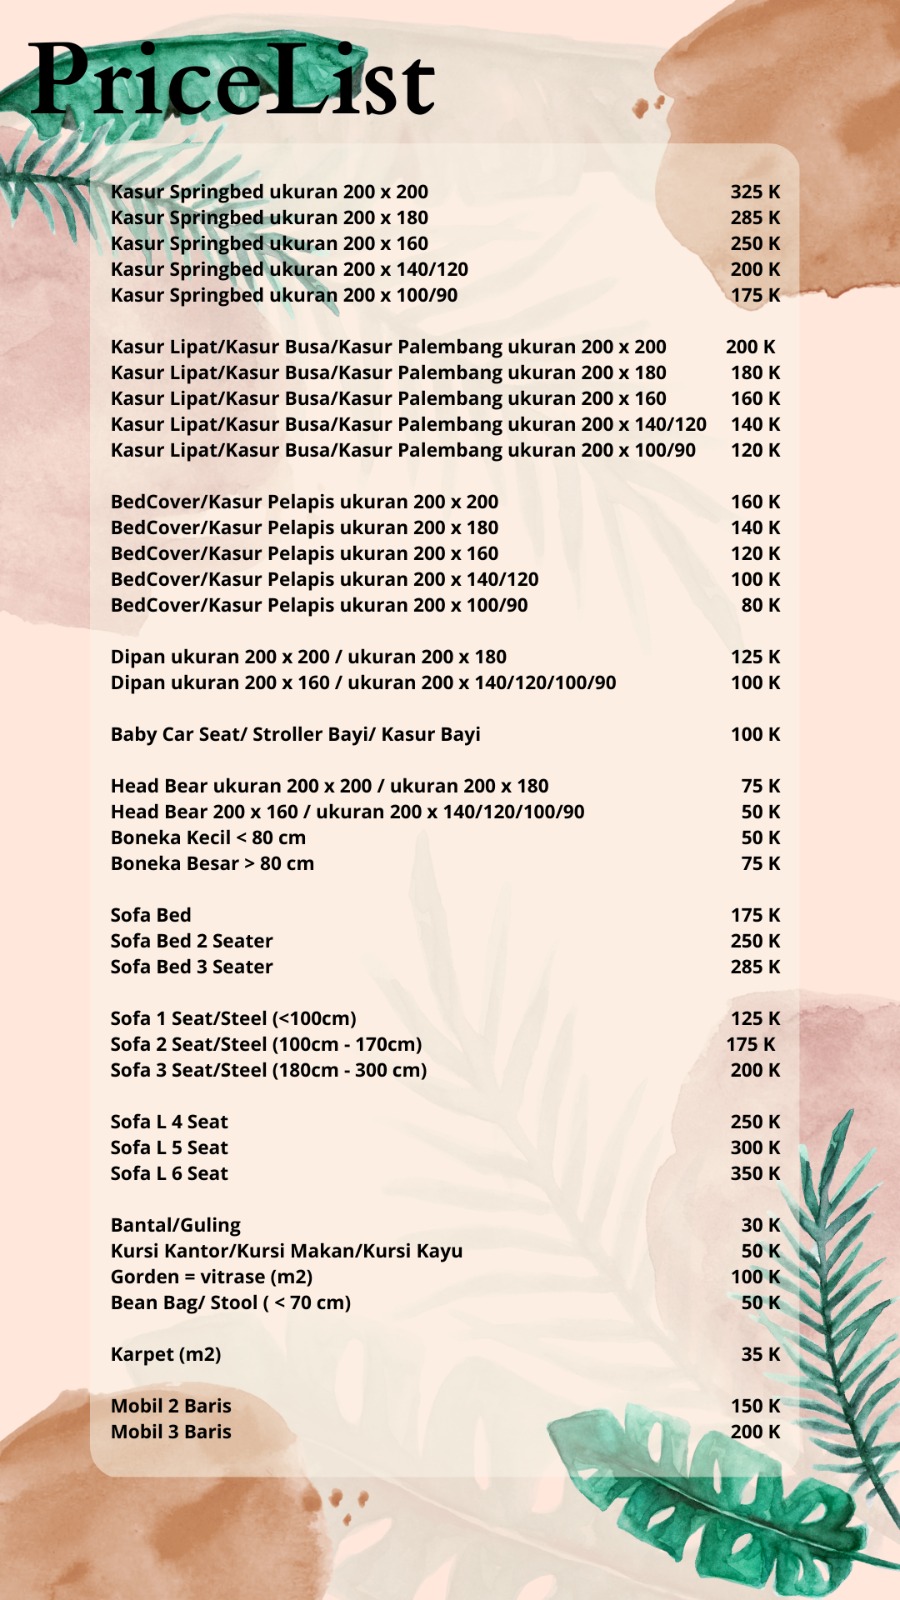 PriceList
Kasur Springbed ukuran 200 x 200 325 K
Kasur Springbed ukuran 200 x 180 285 K
Kasur Springbed ukuran 200 x 160 250 K
Kasur Springbed ukuran 200 x 140/120 200 K
Kasur Springbed ukuran 200 x 100/90 175 K
Kasur Lipat/Kasur Busa/Kasur Palembang ukuran 200 x 200 200 K
Kasur Lipat/Kasur Busa/Kasur Palembang ukuran 200 x 180 180 K
Kasur Lipat/Kasur Busa/Kasur Palembang ukuran 200 x 160 160 K
Kasur Lipat/Kasur Busa/Kasur Palembang ukuran 200 x 140/120 140 K
Kasur Lipat/Kasur Busa/Kasur Palembang ukuran 200 x 100/90 120 K
BedCover/Kasur Pelapis ukuran 200 x 200 160 K
BedCover/Kasur Pelapis ukuran 200 x 180 140 K
BedCover/Kasur Pelapis ukuran 200 x 160 120 K
BedCover/Kasur Pelapis ukuran 200 x 140/120 100 K
BedCover/Kasur Pelapis ukuran 200 x 100/90 80 K
Dipan ukuran 200 x 200 / ukuran 200 x 180 125 K
Dipan ukuran 200 x 160 / ukuran 200 x 140/120/100/90 100 K
Baby Car Seat/ Stroller Bayi/ Kasur Bayi 100 K
Head Bear ukuran 200 x 200 / ukuran 200 x 180 75 K
Head Bear 200 x 160 / ukuran 200 x 140/120/100/90 50 K
Boneka Kecil < 80 cm 50 K
Boneka Besar > 80 cm 75 K
Sofa Bed 175 K
Sofa Bed 2 Seater 250 K
Sofa Bed 3 Seater 285 K
Sofa 1 Seat/Steel (<100cm) 125 K
Sofa 2 Seat/Steel (100cm - 170cm) 175 K
Sofa 3 Seat/Steel (180cm - 300 cm) 200 K
Sofa L 4 Seat 250 K
Sofa L 5 Seat 300 K
Sofa L 6 Seat 350 K
Bantal/Guling 30 K
Kursi Kantor/Kursi Makan/Kursi Kayu 50 K
Gorden = vitrase (m2) 100 K
Bean Bag/ Stool ( < 70 cm) 50 K
Karpet (m2) 35 K
Mobil 2 Baris 150 K
Mobil 3 Baris 200 K